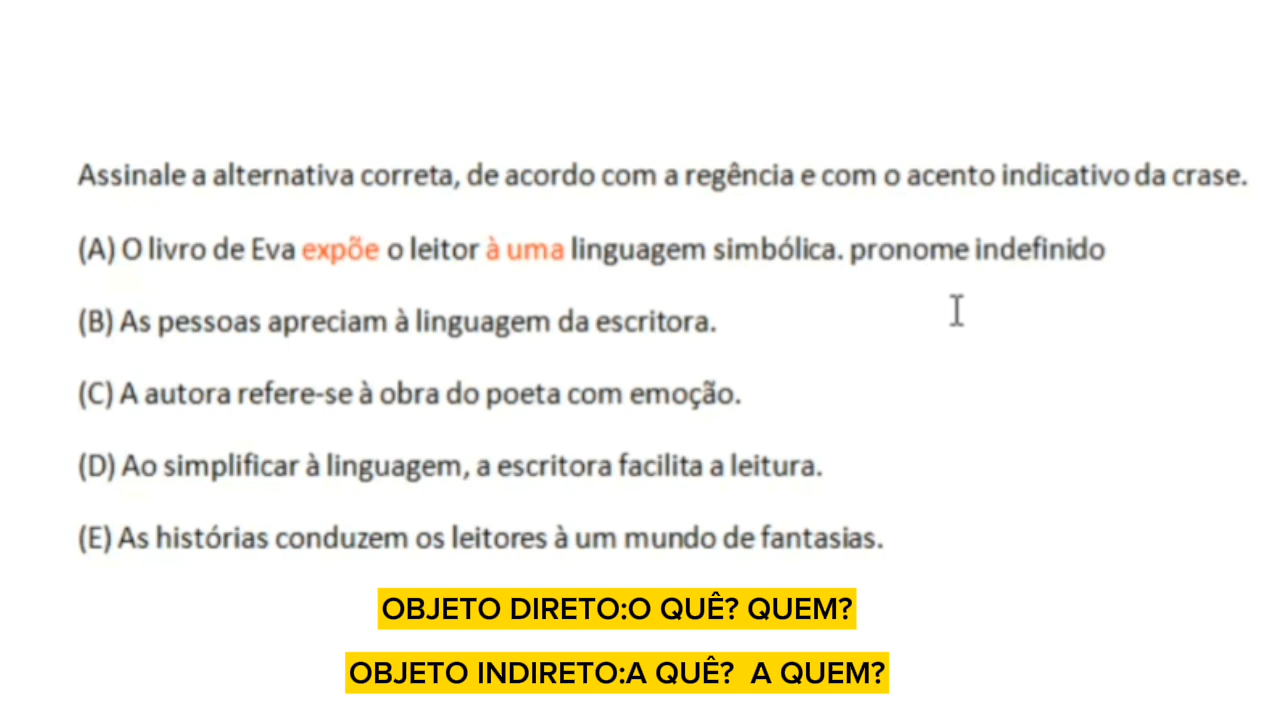 Assinale a alternativa correta, de acordo com a regência e com o acento indicativo da crase.
(A) O livro de Eva expõe o leitor à uma linguagem simbólica. pronome indefinido
(B) As pessoas apreciam à linguagem da escritora.
(C) A autora refere-se à obra do poeta com emoção.
(D) Ao simplificar à linguagem, a escritora facilita a leitura.
(E) As histórias conduzem os leitores à um mundo de fantasias.
OBJETO DIRETO:O QUÊ? QUEM?
OBJETO INDIRETO:A QUÊ? A QUEM?